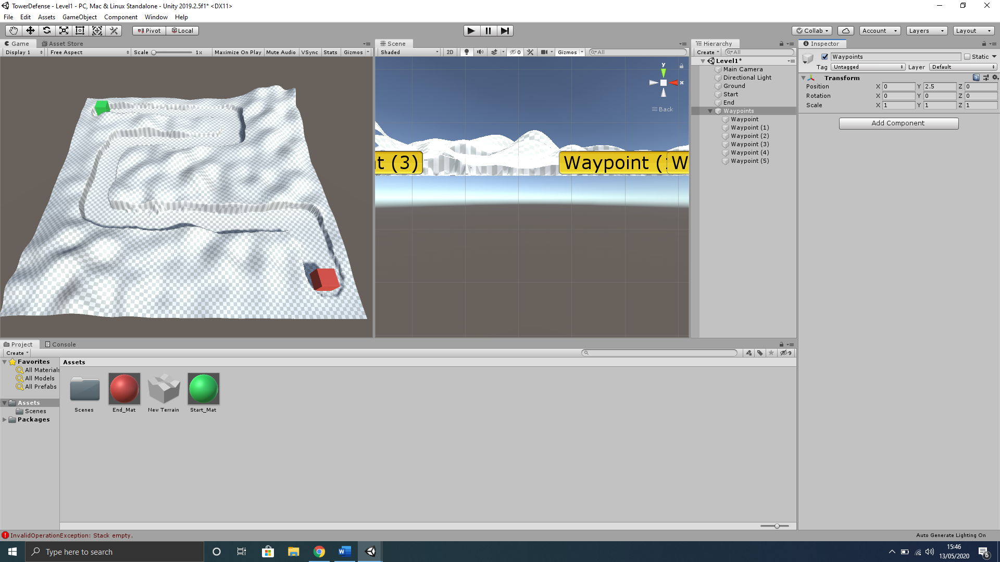 TowerDefense - Level1 - PC, Mac & Linux Standalone - Unity 2019.2.5f1* <DX11>
File Edit Assets GameObject Component Window Help
Pivot Local Collab Account Layers Layout
Game Asset Store
Display 1 Free Aspect Scale 1x Maximize On Play Mute Audio VSync Stats Gizmos
Scene
Shaded 2D 0 Gizmos All
y
x
Back
t (3)
Waypoint (
W
Hierarchy
Create All
Level1*
Main Camera
Directional Light
Ground
Start
End
Waypoints
Waypoint
Waypoint (1)
Waypoint (2)
Waypoint (3)
Waypoint (4)
Waypoint (5)
Inspector
Waypoints Static
Tag Untagged Layer Default
Transform
Position X 0 Y 2.5 Z 0
Rotation X 0 Y 0 Z 0
Scale X 1 Y 1 Z 1
Add Component
Project Console
Create 9
Favorites
All Materials
All Models
All Prefabs
Assets
Scenes
Packages
Assets
Scenes End_Mat New Terrain Start_Mat
InvalidOperationException: Stack empty.
Auto Generate Lighting On
Type here to search
15:46
13/05/2020
6